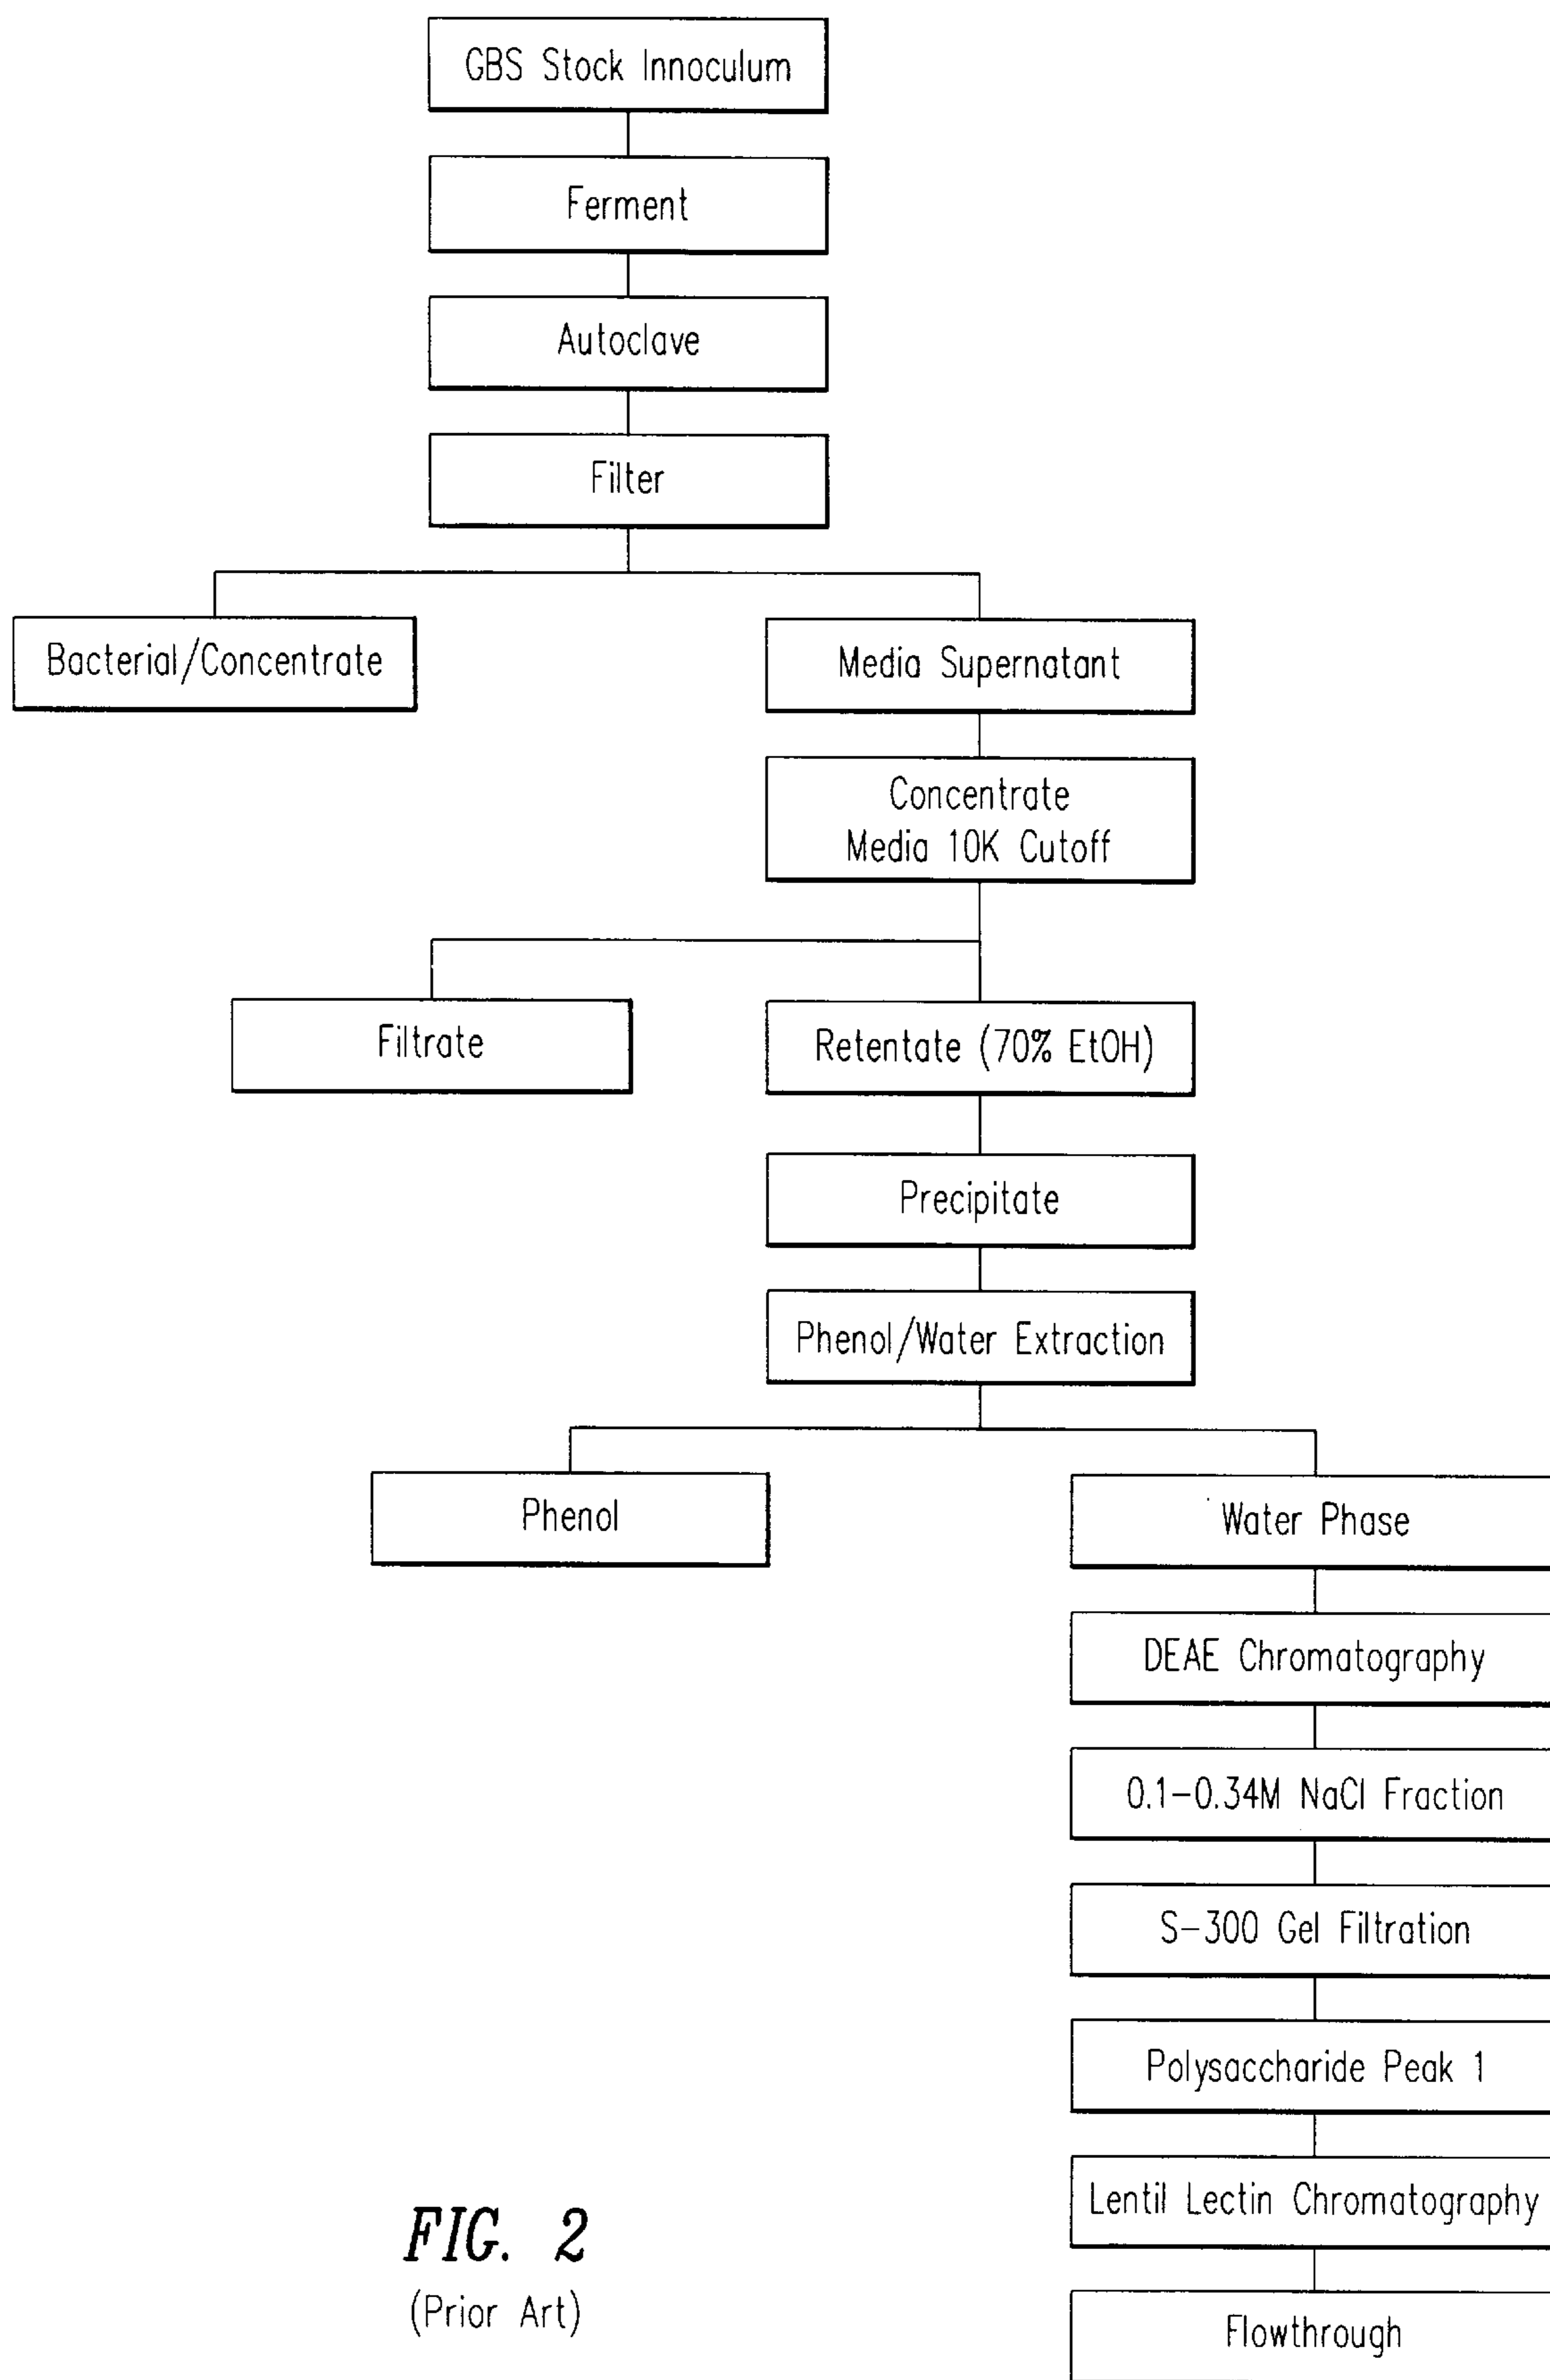 GBS Stock Innoculum
Ferment
Autoclave
Filter
Bacterial/Concentrate
Media Supernatant
Concentrate
Media 10K Cutoff
Filtrate
Retentate (70% EtOH)
Precipitate
Phenol/Water Extraction
Phenol
Water Phase
DEAE Chromatography
0.1-0.34M NaCl Fraction
S-300 Gel Filtration
Polysaccharide Peak 1
Lentil Lectin Chromatography
Flowthrough
FIG. 2
(Prior Art)